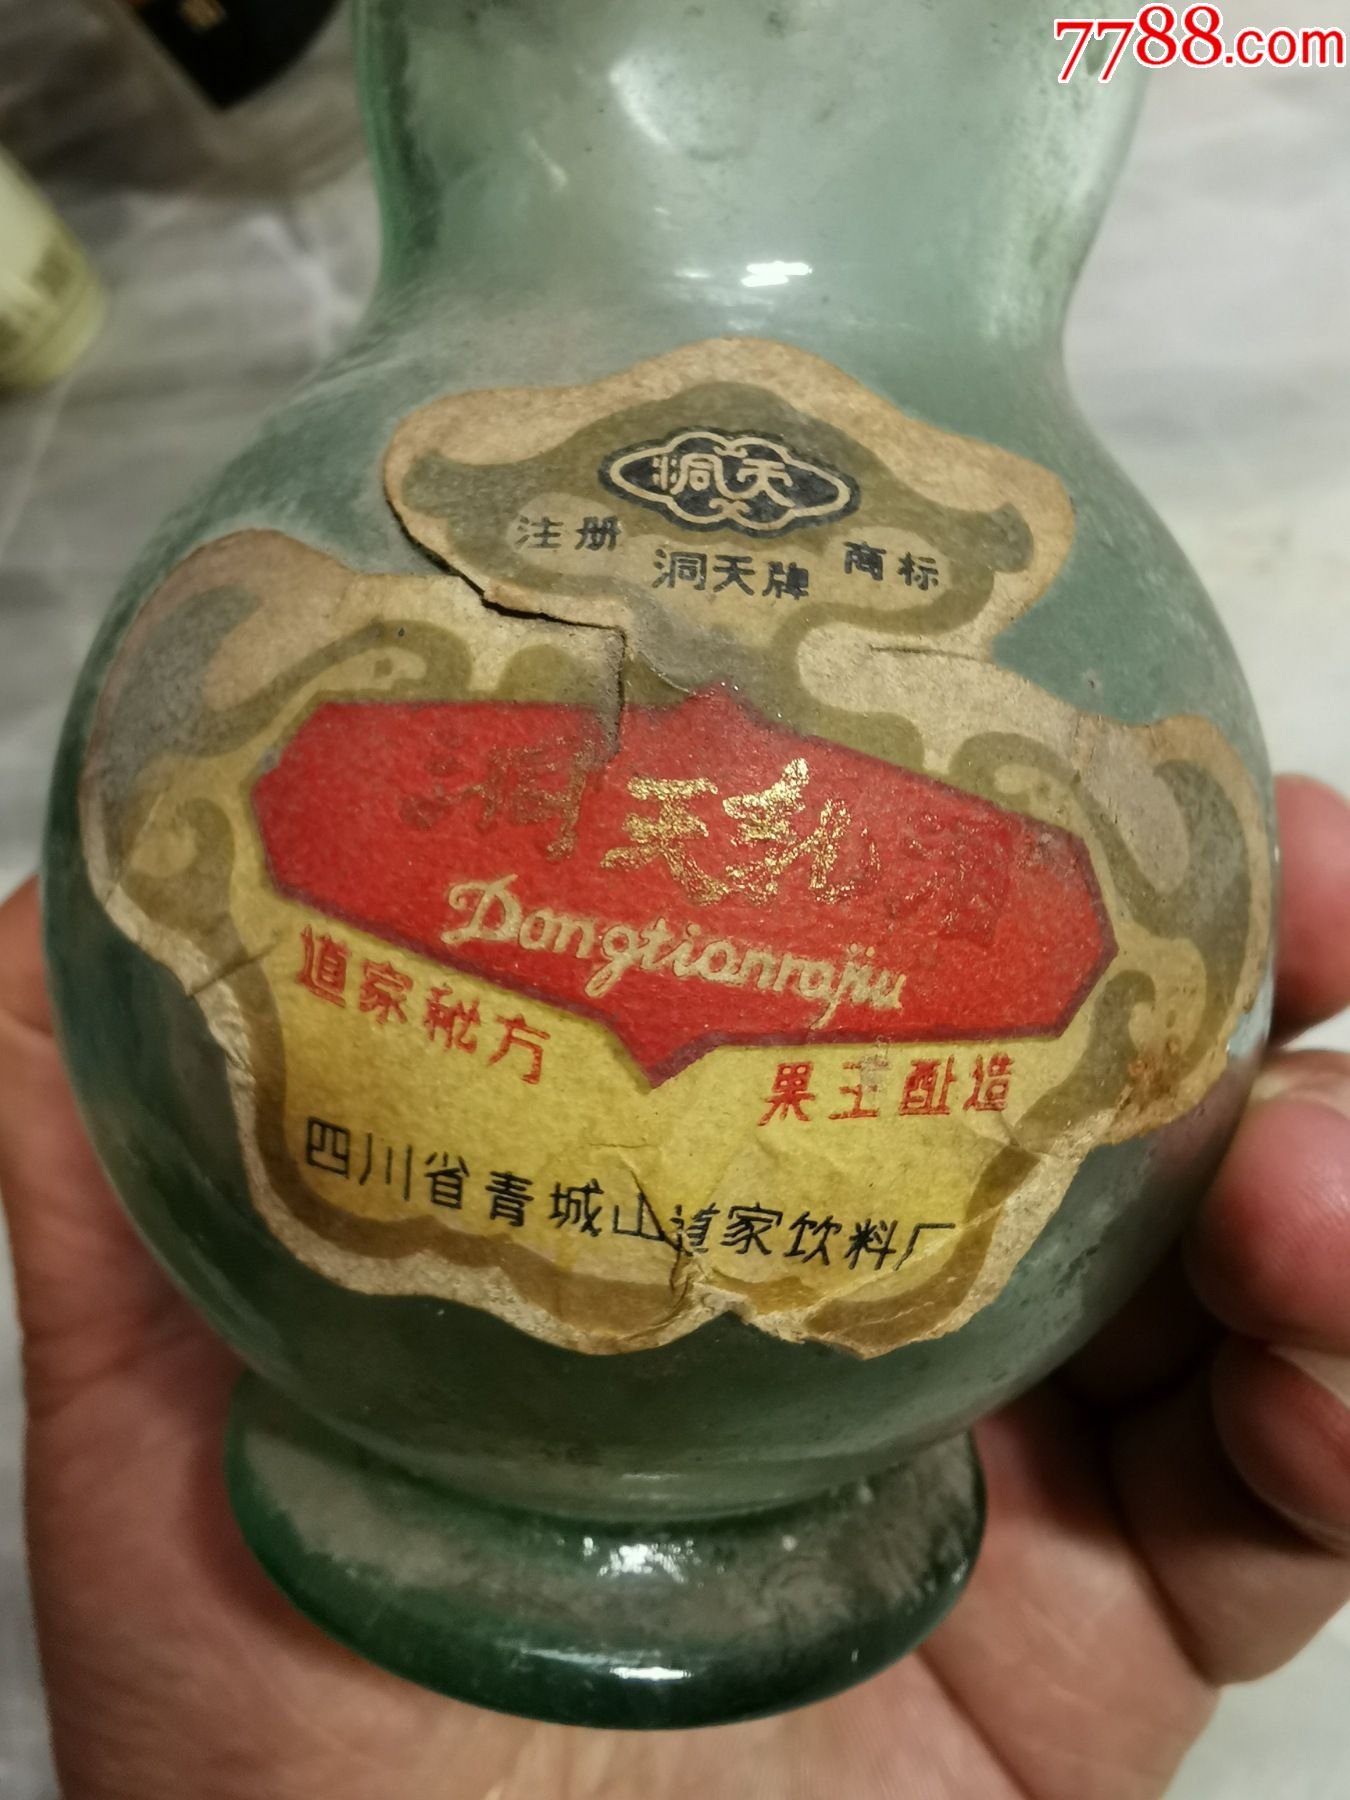 7788.com
洞天
注册 洞天牌 商标
洞天乳酒
Dongtianrujiu
道家秘方
果王酝造
四川省青城山道家饮料厂